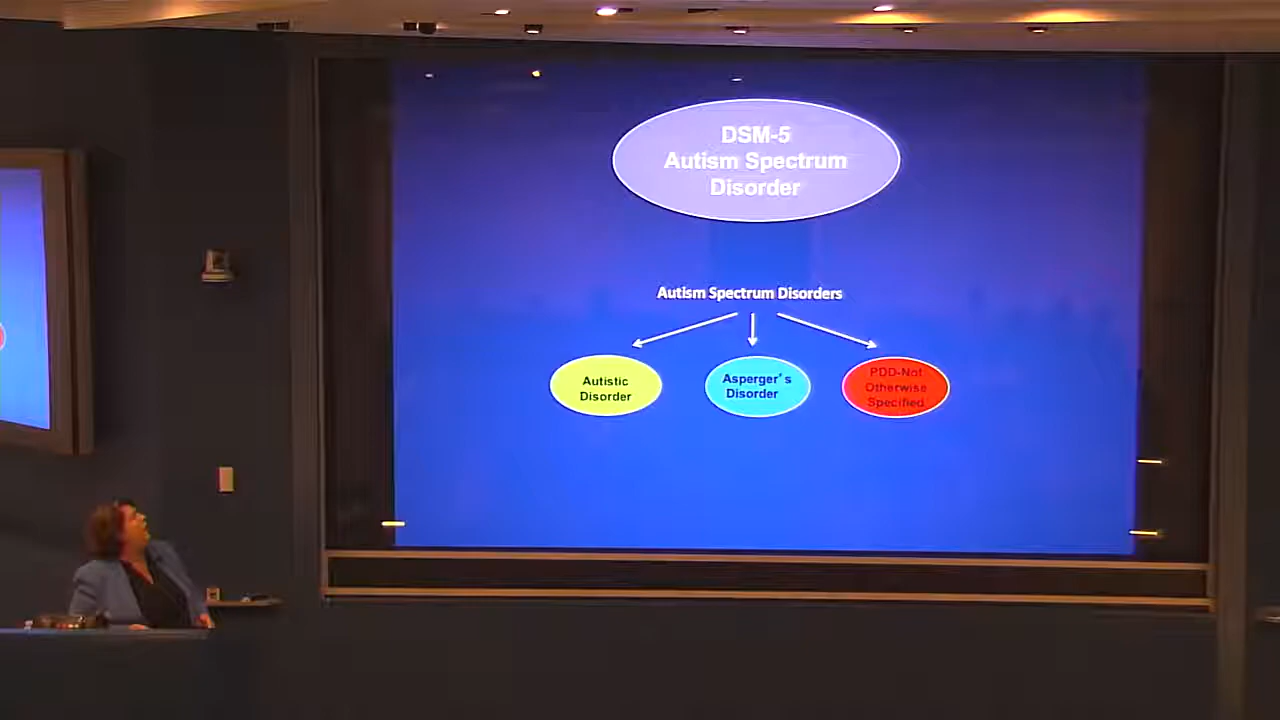 DSM-5
Autism Spectrum
Disorder
Autism Spectrum Disorders
Autistic
Disorder
Asperger's
Disorder
PDD-Not
Otherwise
Specified